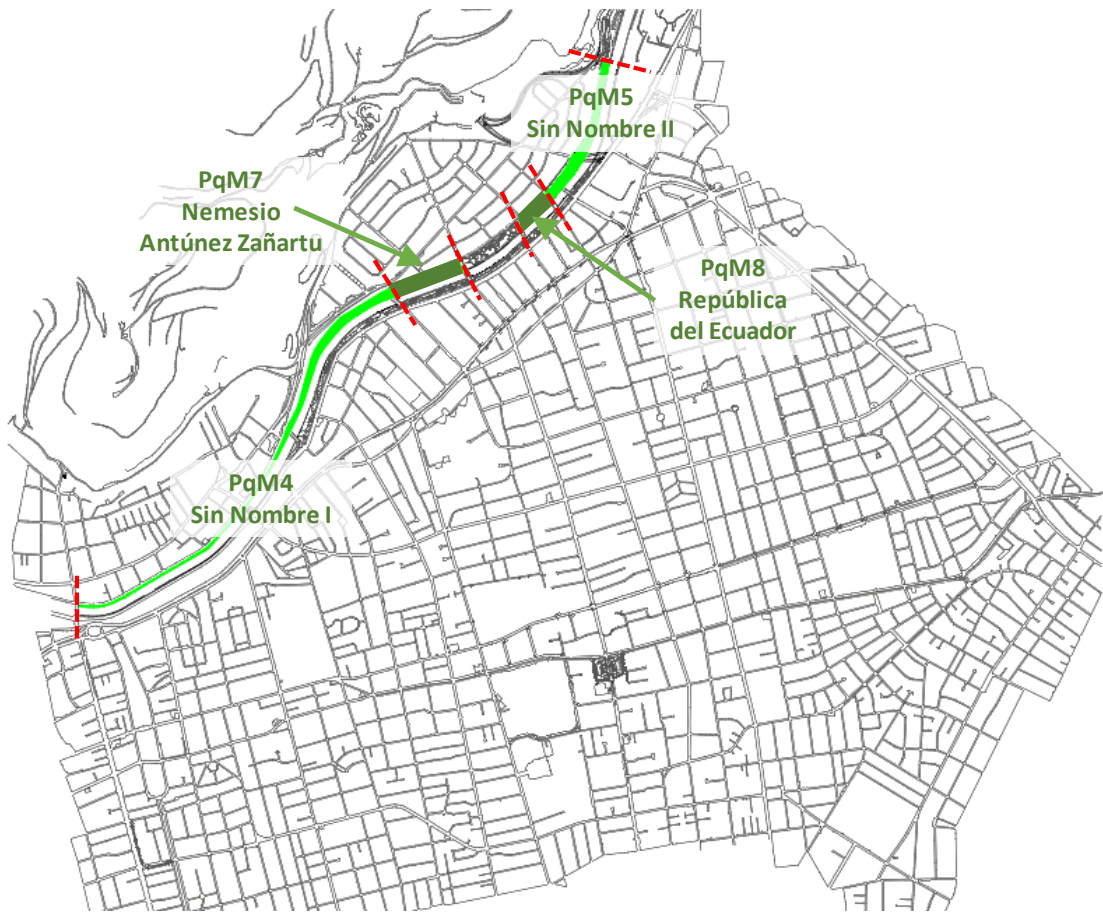 PqM5
Sin Nombre II
PqM7
Nemesio
Antúnez Zañartu
PqM8
República
del Ecuador
PqM4
Sin Nombre I